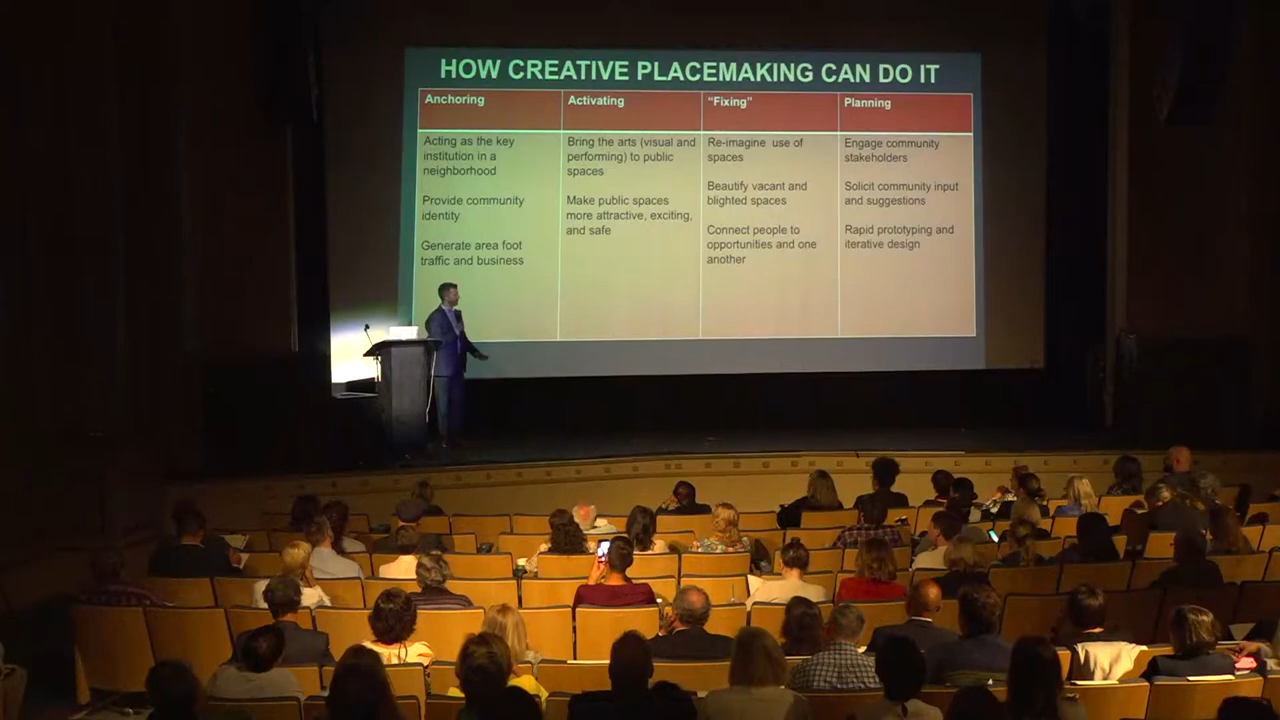 HOW CREATIVE PLACEMAKING CAN DO IT
Anchoring
Acting as the key
institution in a
neighborhood
Provide community
identity
Generate area foot
traffic and business
Activating
Bring the arts (visual and
performing) to public
spaces
Make public spaces
more attractive, exciting,
and safe
“Fixing”
Re-imagine use of
spaces
Beautify vacant and
blighted spaces
Connect people to
opportunities and one
another
Planning
Engage community
stakeholders
Solicit community input
and suggestions
Rapid prototyping and
iterative design